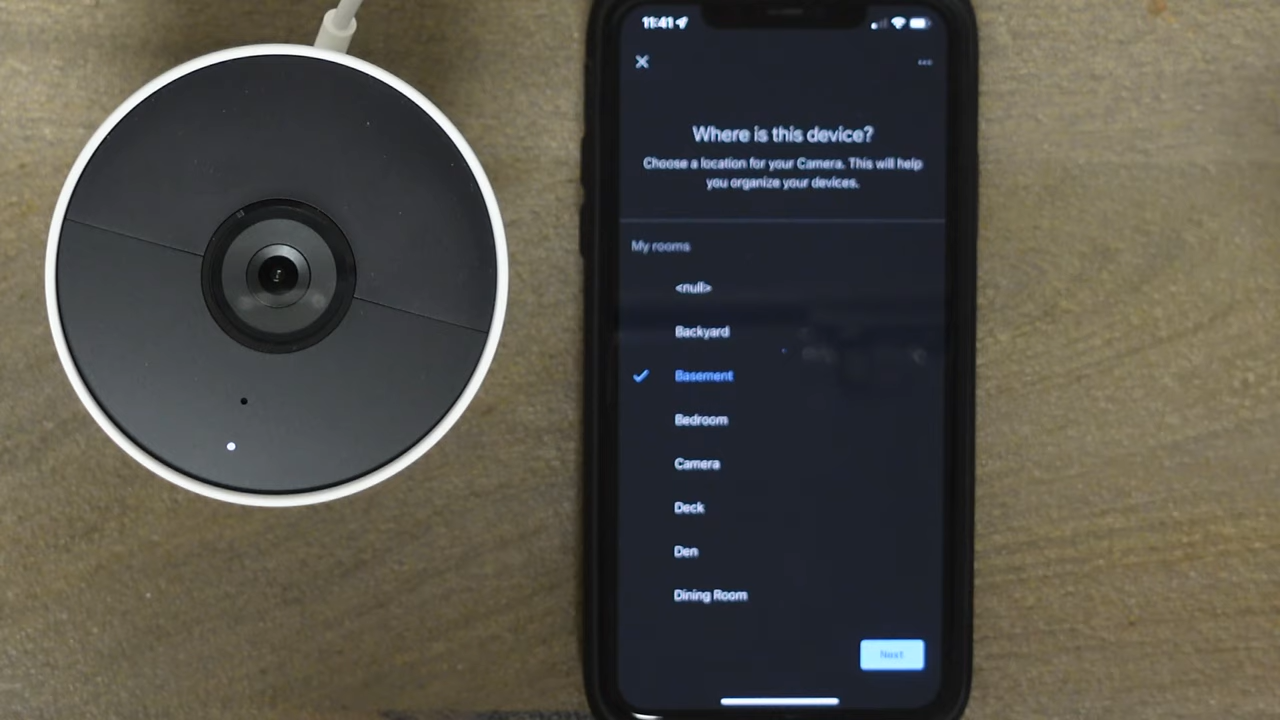 11:41
Where is this device?
Choose a location for your Camera. This will help
you organize your devices.
My rooms
<null>
Backyard
Basement
Bedroom
Camera
Deck
Den
Dining Room
Next